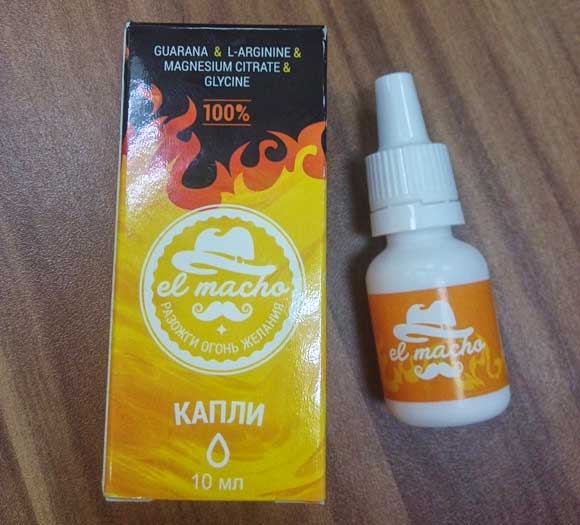 GUARANA & L-ARGININE &
MAGNESIUM CITRATE &
GLYCINE
100%
el macho
РАЗОЖГИ ОГОНЬ ЖЕЛАНИЯ
КАПЛИ
10 мл
el macho